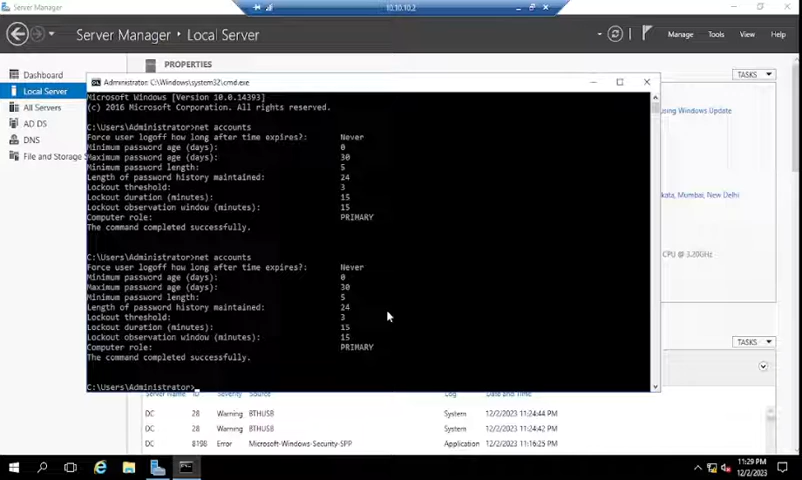 Server Manager
10.10.10.2
Server Manager ▸ Local Server
Manage Tools View Help
Dashboard
Local Server
All Servers
AD DS
DNS
File and Storage S
PROPERTIES
TASKS
Administrator: C:\Windows\system32\cmd.exe
Microsoft Windows [Version 10.0.14393]
(c) 2016 Microsoft Corporation. All rights reserved.
C:\Users\Administrator>net accounts
Force user logoff how long after time expires?: Never
Minimum password age (days): 0
Maximum password age (days): 30
Minimum password length: 5
Length of password history maintained: 24
Lockout threshold: 3
Lockout duration (minutes): 15
Lockout observation window (minutes): 15
Computer role: PRIMARY
The command completed successfully.
C:\Users\Administrator>net accounts
Force user logoff how long after time expires?: Never
Minimum password age (days): 0
Maximum password age (days): 30
Minimum password length: 5
Length of password history maintained: 24
Lockout threshold: 3
Lockout duration (minutes): 15
Lockout observation window (minutes): 15
Computer role: PRIMARY
The command completed successfully.
C:\Users\Administrator>
ng Windows Update
ata, Mumbai, New Delhi
CPU @ 3.20GHz
TASKS
Server Name ID Severity Source Log Date and Time
DC 28 Warning BTHUSB System 12/2/2023 11:24:44 PM
DC 28 Warning BTHUSB System 12/2/2023 11:24:42 PM
DC 8198 Error Microsoft-Windows-Security-SPP Application 12/2/2023 11:16:25 PM
11:29 PM
12/2/2023